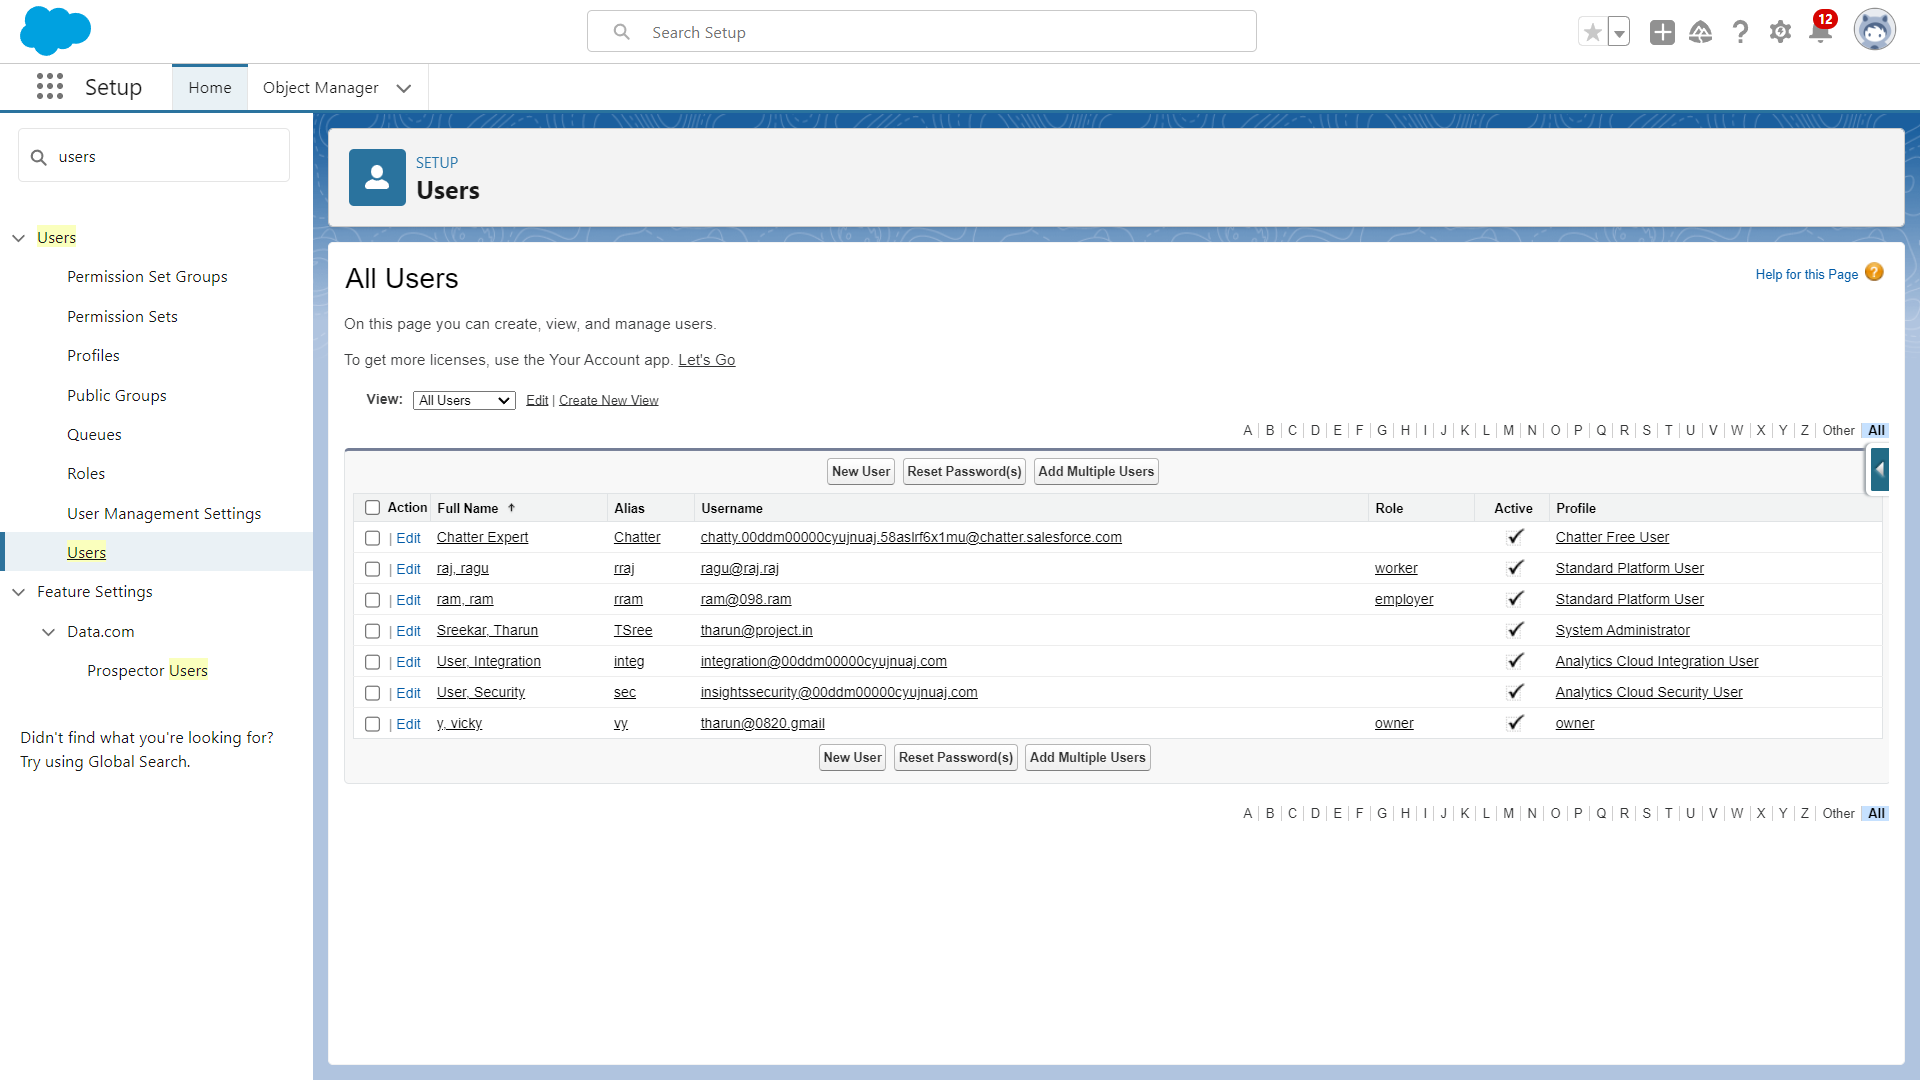 Search Setup
12
Setup
Home
Object Manager
users
SETUP
Users
Users
Permission Set Groups
Permission Sets
Profiles
Public Groups
Queues
Roles
User Management Settings
Users
Feature Settings
Data.com
Prospector Users
Didn't find what you're looking for?
Try using Global Search.
All Users
Help for this Page ?
On this page you can create, view, and manage users.
To get more licenses, use the Your Account app. Let's Go
View: All Users Edit | Create New View
A | B | C | D | E | F | G | H | I | J | K | L | M | N | O | P | Q | R | S | T | U | V | W | X | Y | Z | Other All
New User Reset Password(s) Add Multiple Users
Action Full Name ↑ Alias Username Role Active Profile
| Edit Chatter Expert Chatter chatty.00ddm00000cyujnuaj.58aslrf6x1mu@chatter.salesforce.com Chatter Free User
| Edit raj, ragu rraj ragu@raj.raj worker Standard Platform User
| Edit ram, ram rram ram@098.ram employer Standard Platform User
| Edit Sreekar, Tharun TSree tharun@project.in System Administrator
| Edit User, Integration integ integration@00ddm00000cyujnuaj.com Analytics Cloud Integration User
| Edit User, Security sec insightssecurity@00ddm00000cyujnuaj.com Analytics Cloud Security User
| Edit y, vicky vy tharun@0820.gmail owner owner
New User Reset Password(s) Add Multiple Users
A | B | C | D | E | F | G | H | I | J | K | L | M | N | O | P | Q | R | S | T | U | V | W | X | Y | Z | Other All